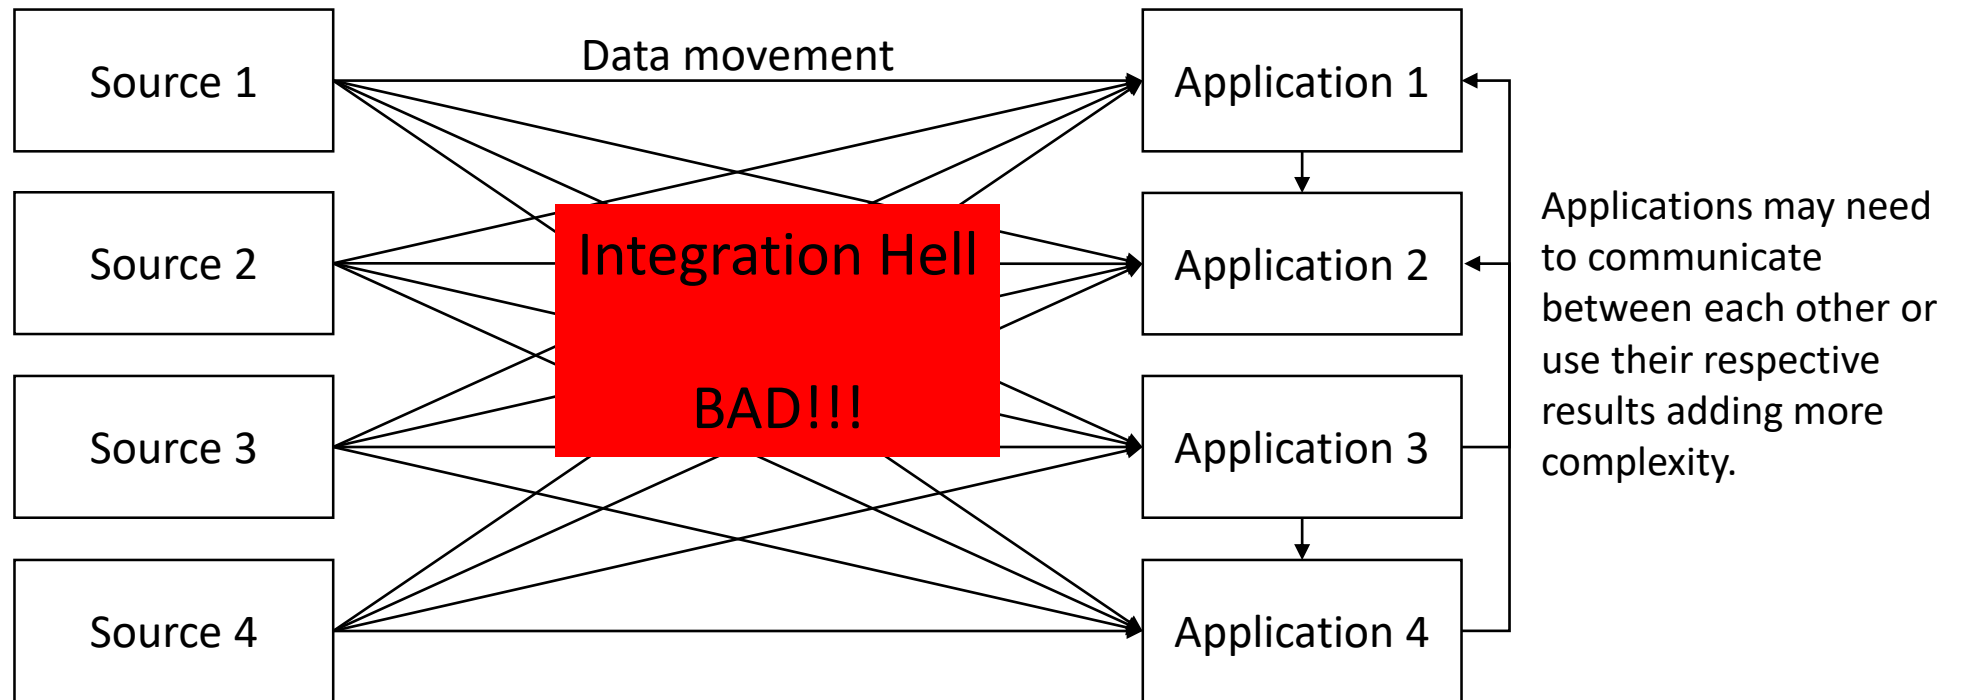 Data movement
Source 1
Application 1
Source 2
Application 2
Integration Hell
BAD!!!
Source 3
Application 3
Source 4
Application 4
Applications may need
to communicate
between each other or
use their respective
results adding more
complexity.